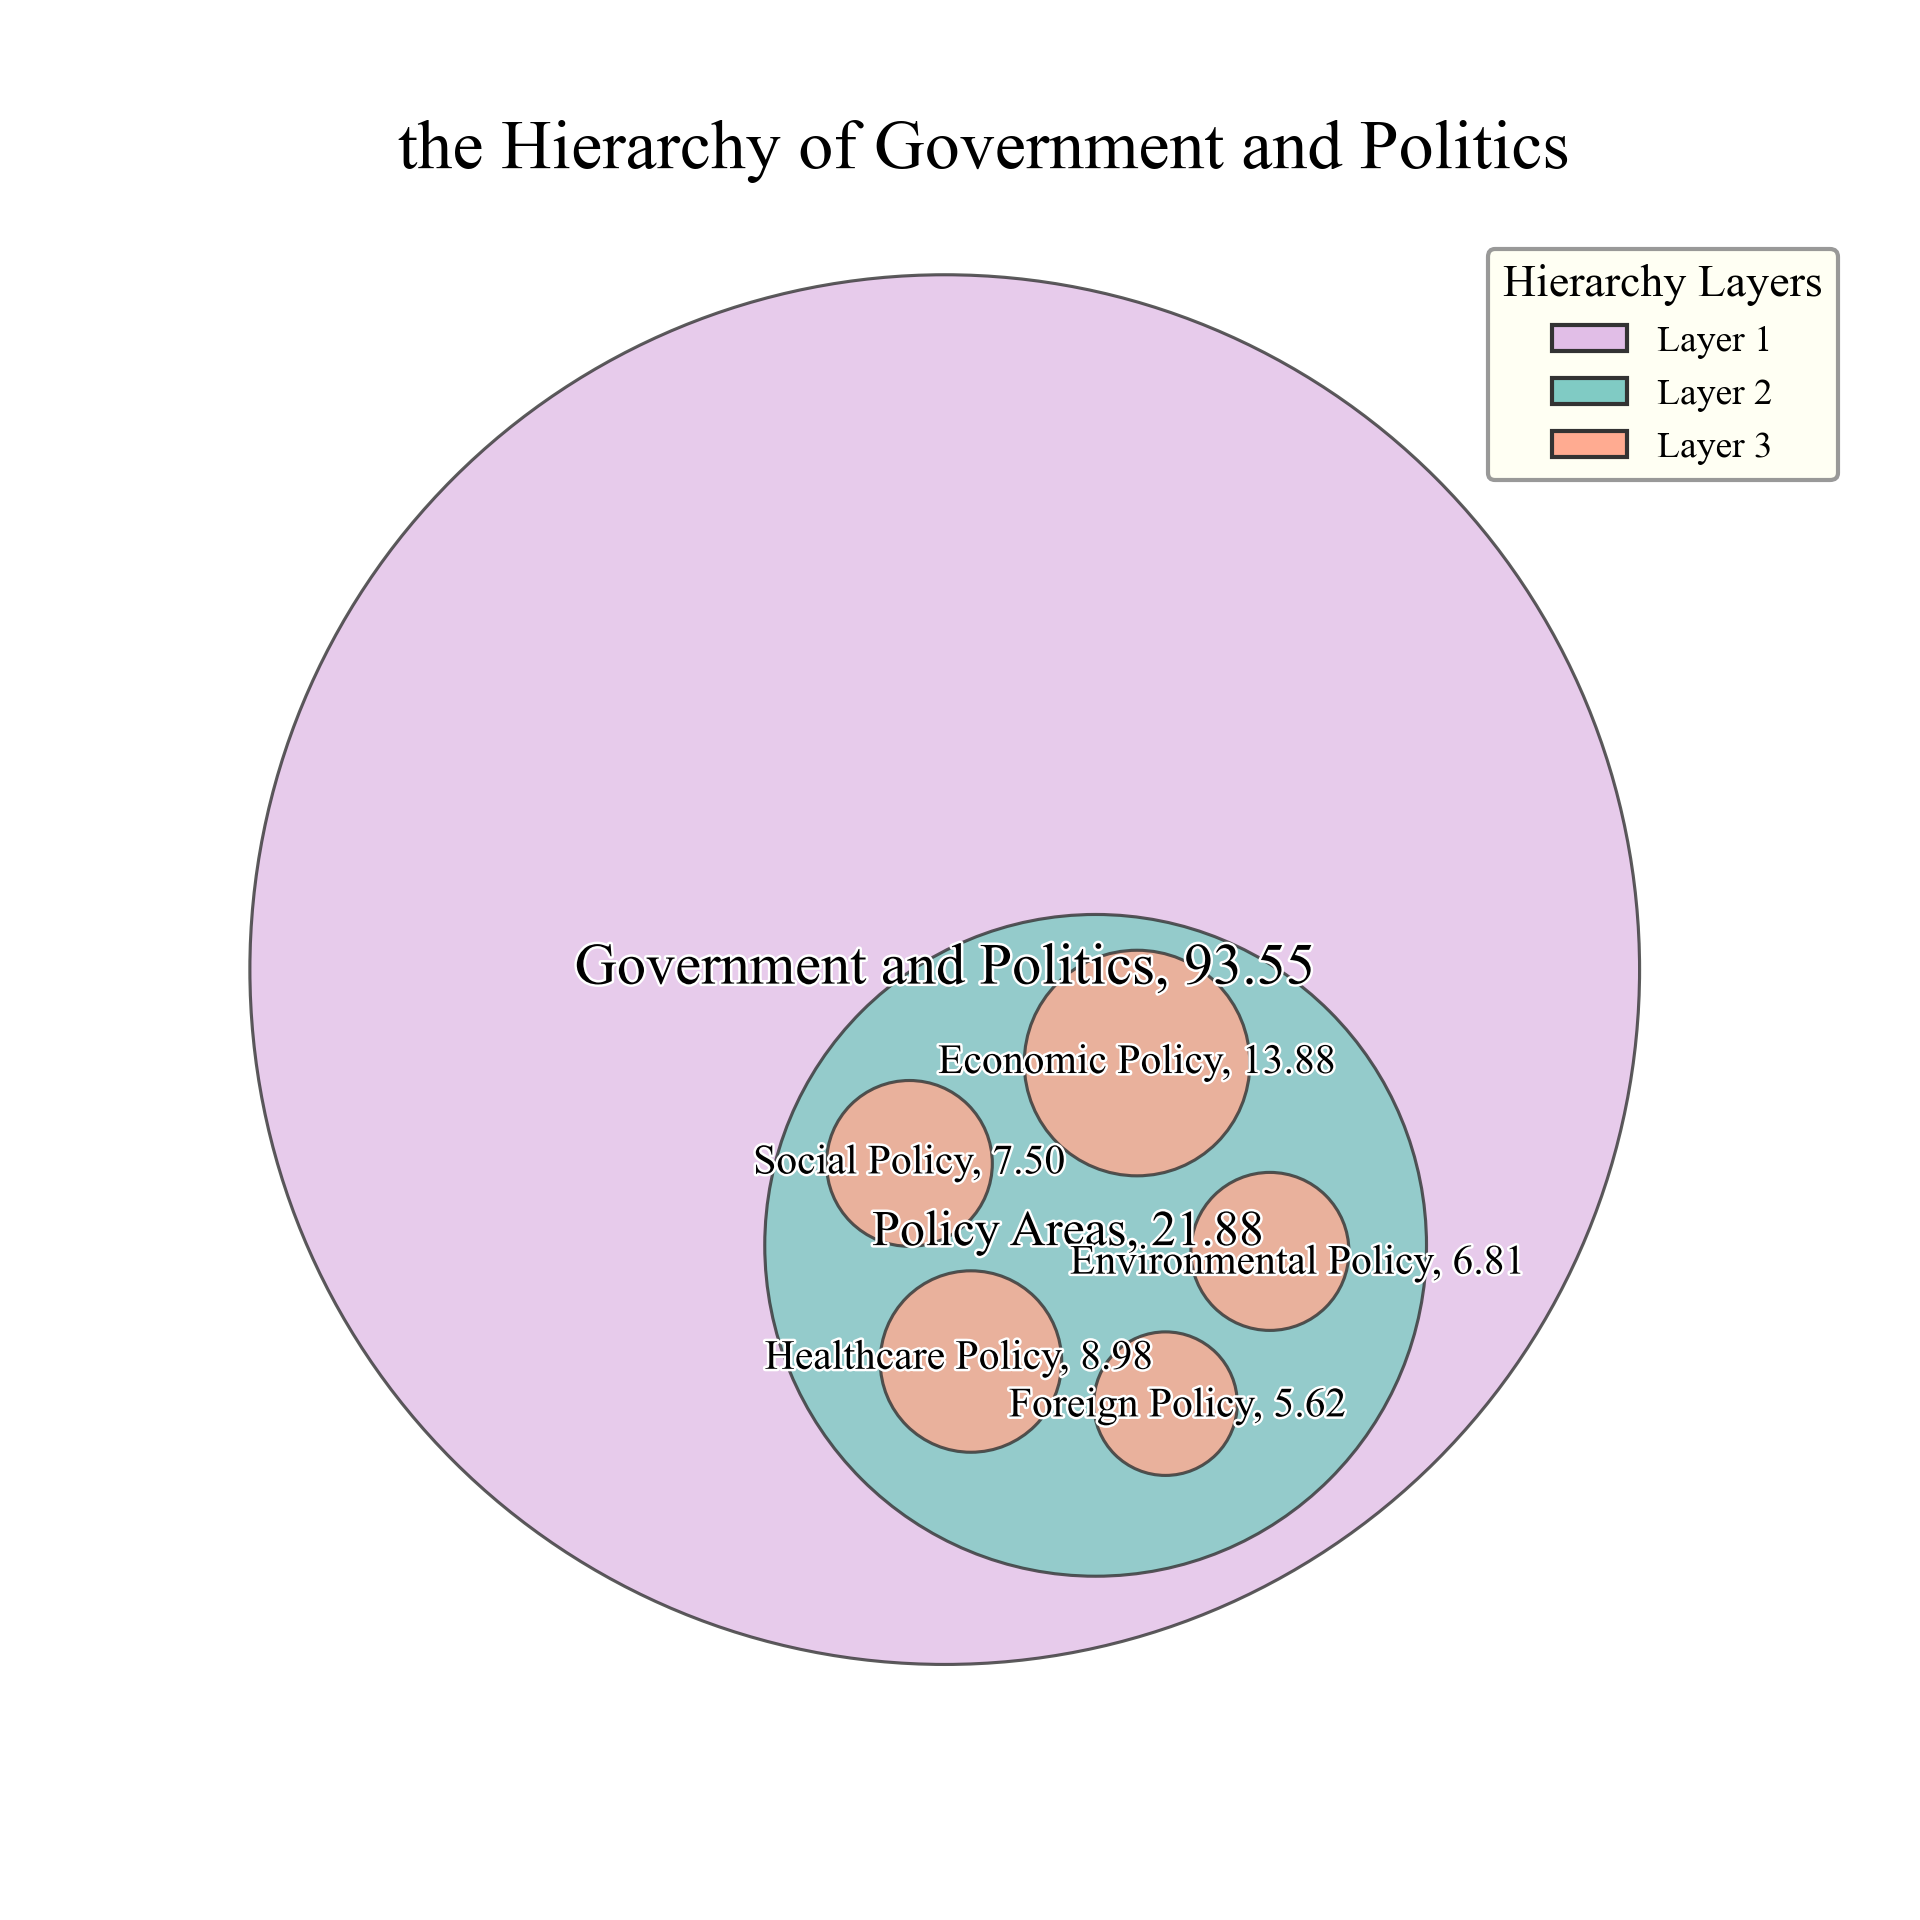 the Hierarchy of Government and Politics
Hierarchy Layers
Layer 1
Layer 2
Layer 3
Government and Politics, 93.55
Economic Policy, 13.88
Social Policy, 7.50
Policy Areas, 21.88
Environmental Policy, 6.81
Healthcare Policy, 8.98
Foreign Policy, 5.62